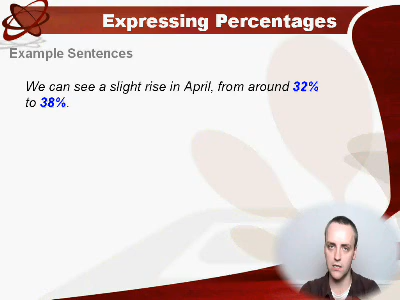 Expressing Percentages
Example Sentences
We can see a slight rise in April, from around 32%
to 38%.